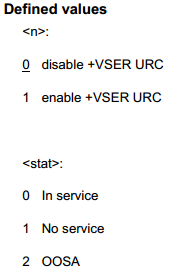 Defined values
<n>:
0 disable +VSER URC
1 enable +VSER URC
<stat>:
0 In service
1 No service
2 OOSA